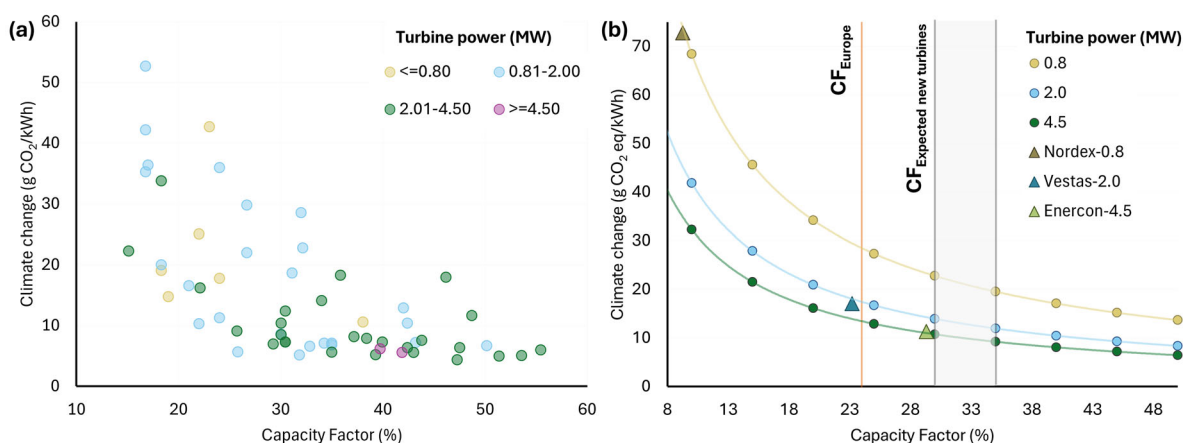 (a)
Climate change (g CO₂/kWh)
60
50
40
30
20
10
0
Turbine power (MW)
<=0.80
0.81-2.00
2.01-4.50
>=4.50
10
20
30
40
50
60
Capacity Factor (%)
(b)
Climate change (g CO₂ eq/kWh)
70
60
50
40
30
20
10
0
CF Europe
CF Expected new turbines
Turbine power (MW)
0.8
2.0
4.5
Nordex-0.8
Vestas-2.0
Enercon-4.5
8
13
18
23
28
33
38
43
48
Capacity Factor (%)